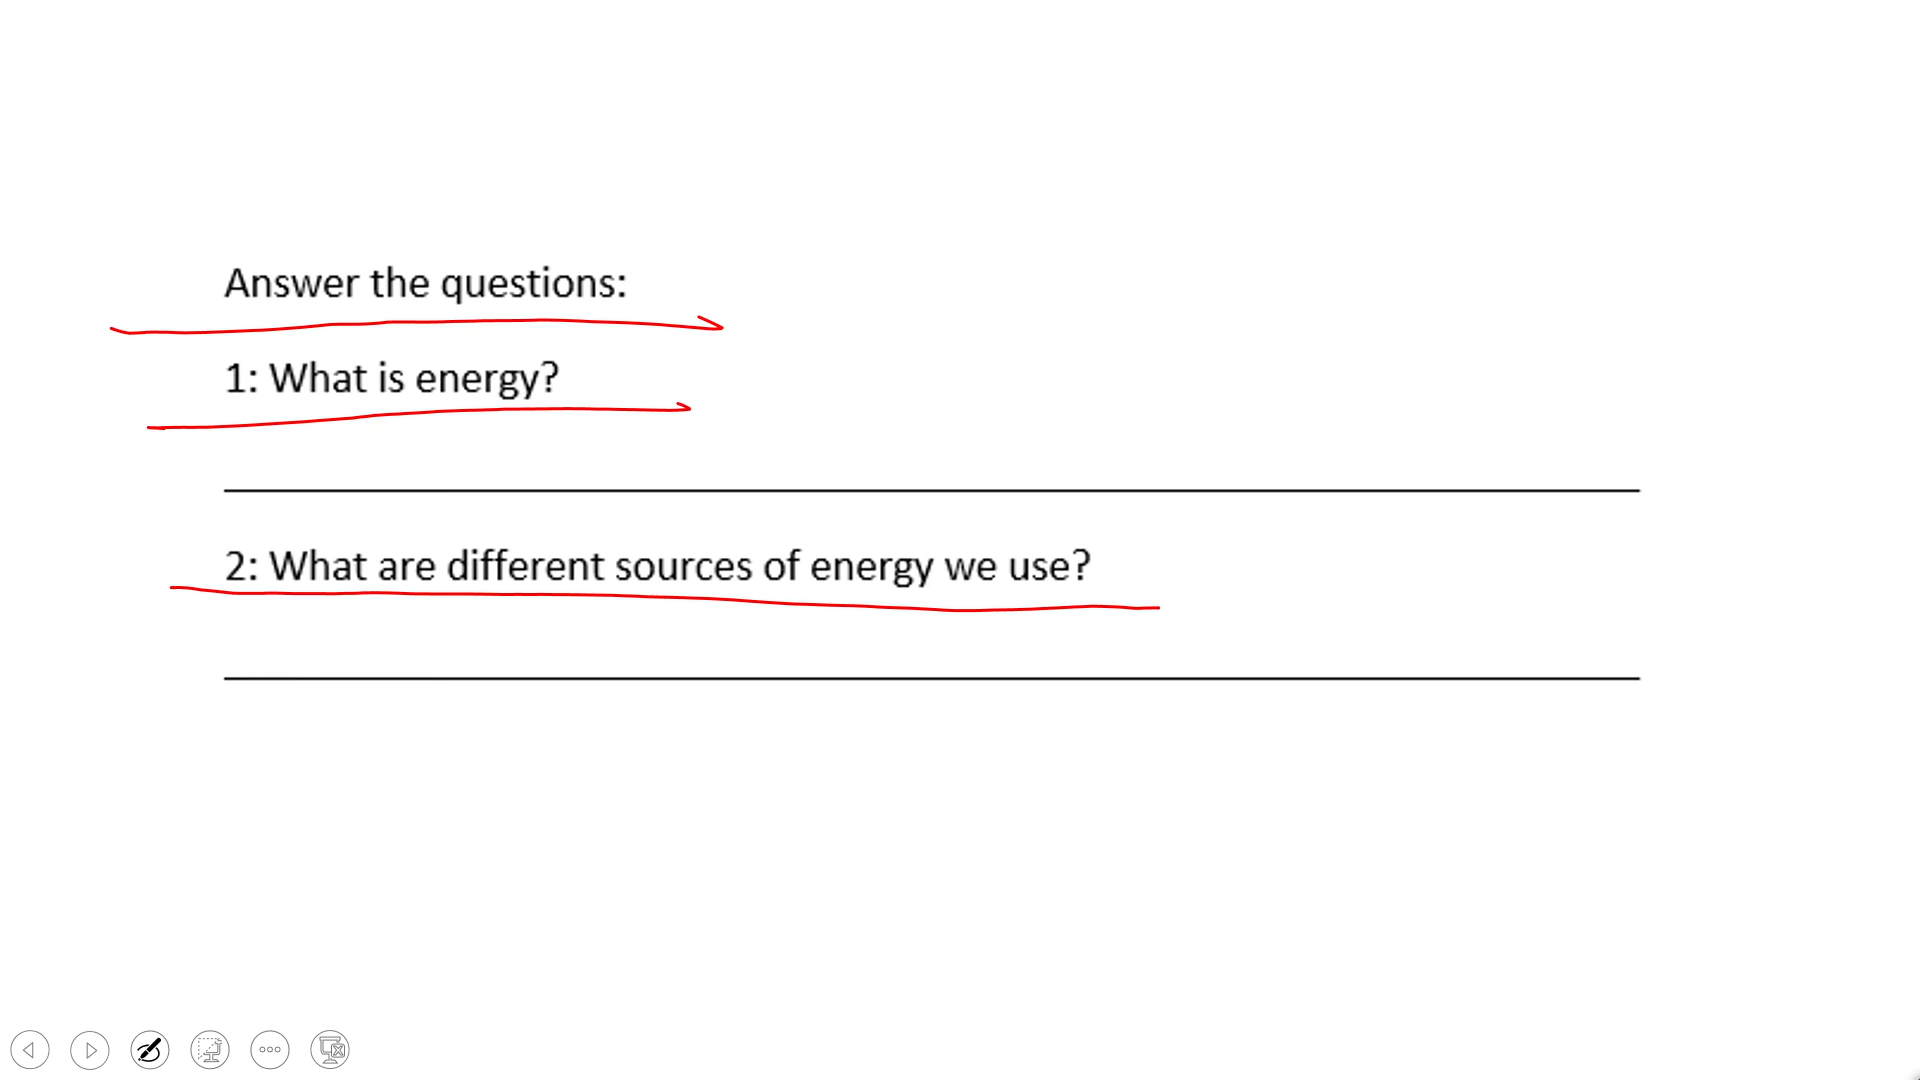 Answer the questions:
1: What is energy?
2: What are different sources of energy we use?